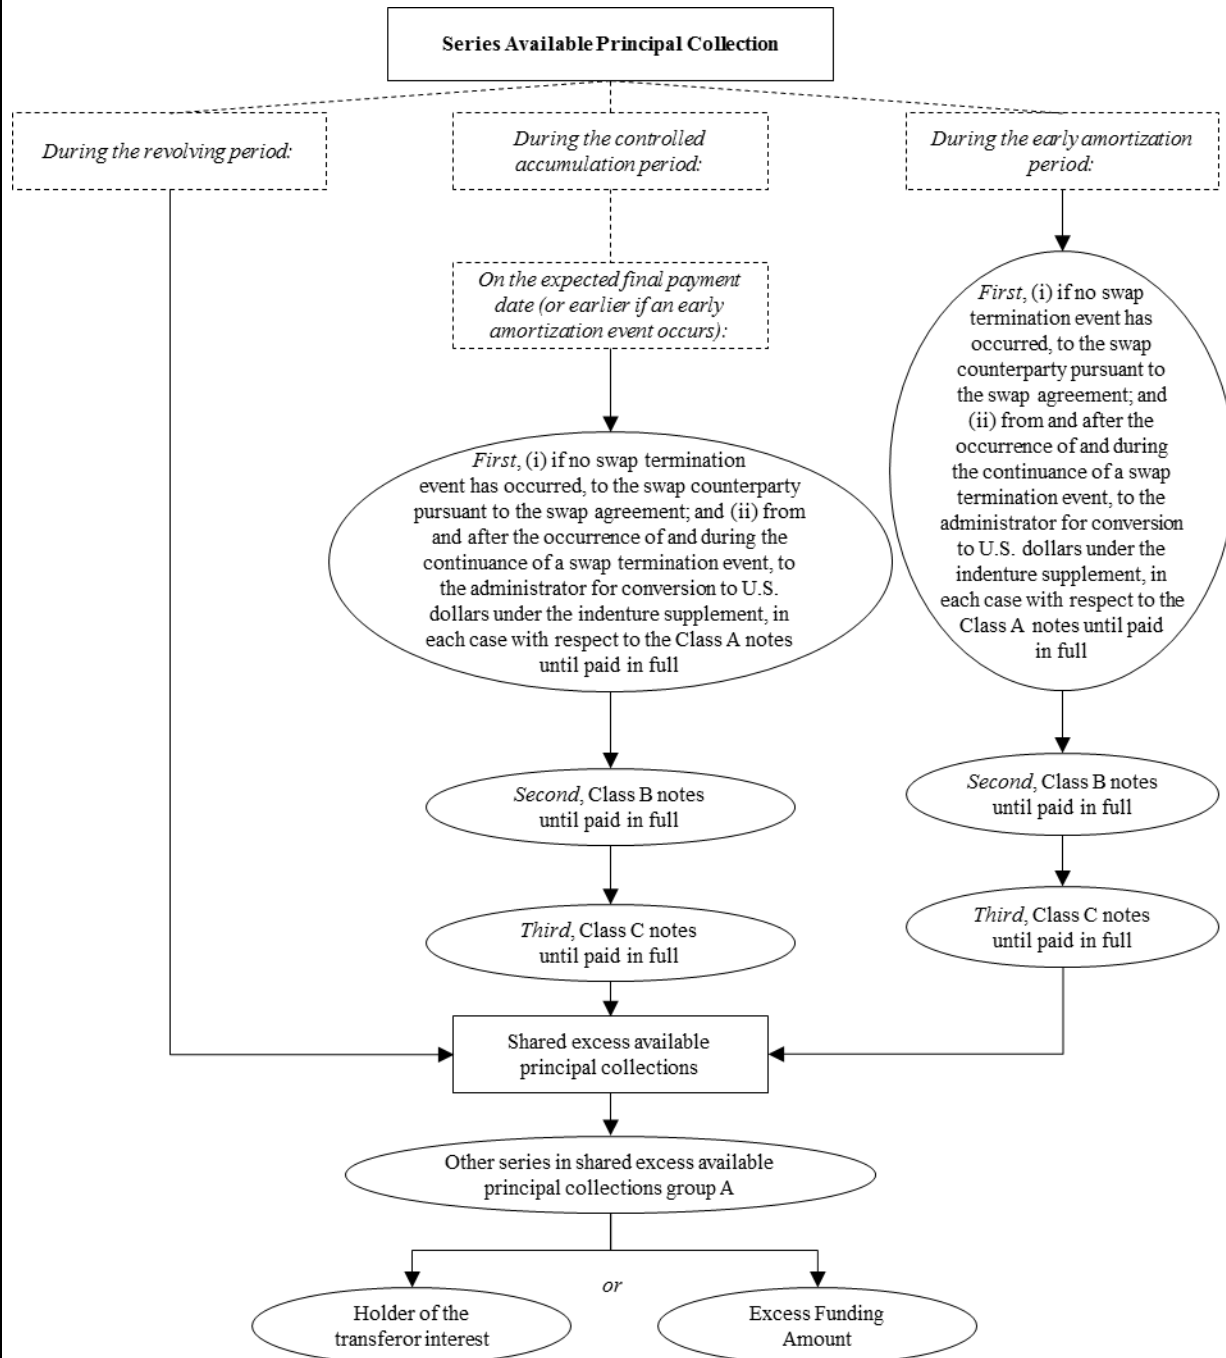 Series Available Principal Collection
During the revolving period:
During the controlled
accumulation period:
During the early amortization
period:
On the expected final payment
date (or earlier if an early
amortization event occurs):
First, (i) if no swap termination
event has occurred, to the swap counterparty
pursuant to the swap agreement; and (ii) from
and after the occurrence of and during the
continuance of a swap termination event, to
the administrator for conversion to U.S.
dollars under the indenture supplement, in
each case with respect to the Class A notes
until paid in full
Second, Class B notes
until paid in full
Third, Class C notes
until paid in full
First, (i) if no swap
termination event has
occurred, to the swap
counterparty pursuant to
the swap agreement; and
(ii) from and after the
occurrence of and during
the continuance of a swap
termination event, to the
administrator for conversion
to U.S. dollars under the
indenture supplement, in
each case with respect to the
Class A notes until paid
in full
Second, Class B notes
until paid in full
Third, Class C notes
until paid in full
Shared excess available
principal collections
Other series in shared excess available
principal collections group A
Holder of the
transferor interest
or
Excess Funding
Amount